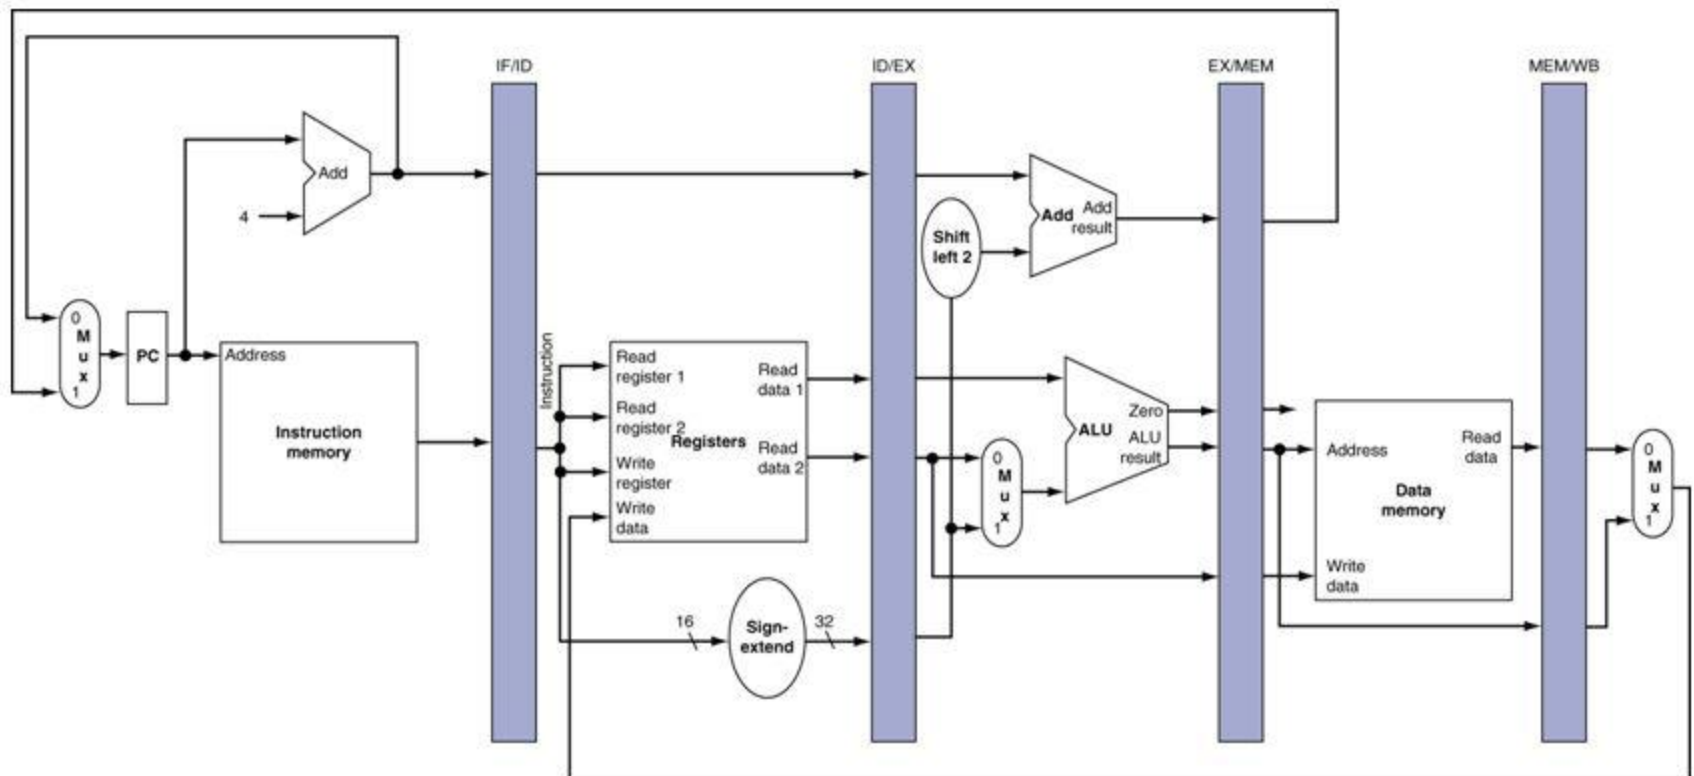 IF/ID
ID/EX
EX/MEM
MEM/WB
Add
4
Add
Add
result
Shift
left 2
0
M
u
x
1
PC
Address
Instruction
memory
Instruction
Read
register 1
Read
register 2
Write
register
Write
data
Registers
Read
data 1
Read
data 2
16
Sign-
extend
32
0
M
u
x
1
ALU
Zero
ALU
result
Address
Read
data
Data
memory
Write
data
0
M
u
x
1